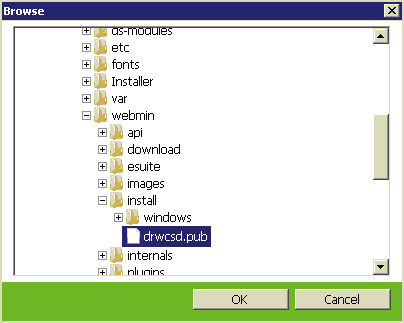 Browse
ds-modules
etc
fonts
Installer
var
webmin
api
download
esuite
images
install
windows
drwcsd.pub
internals
plugins
OK
Cancel